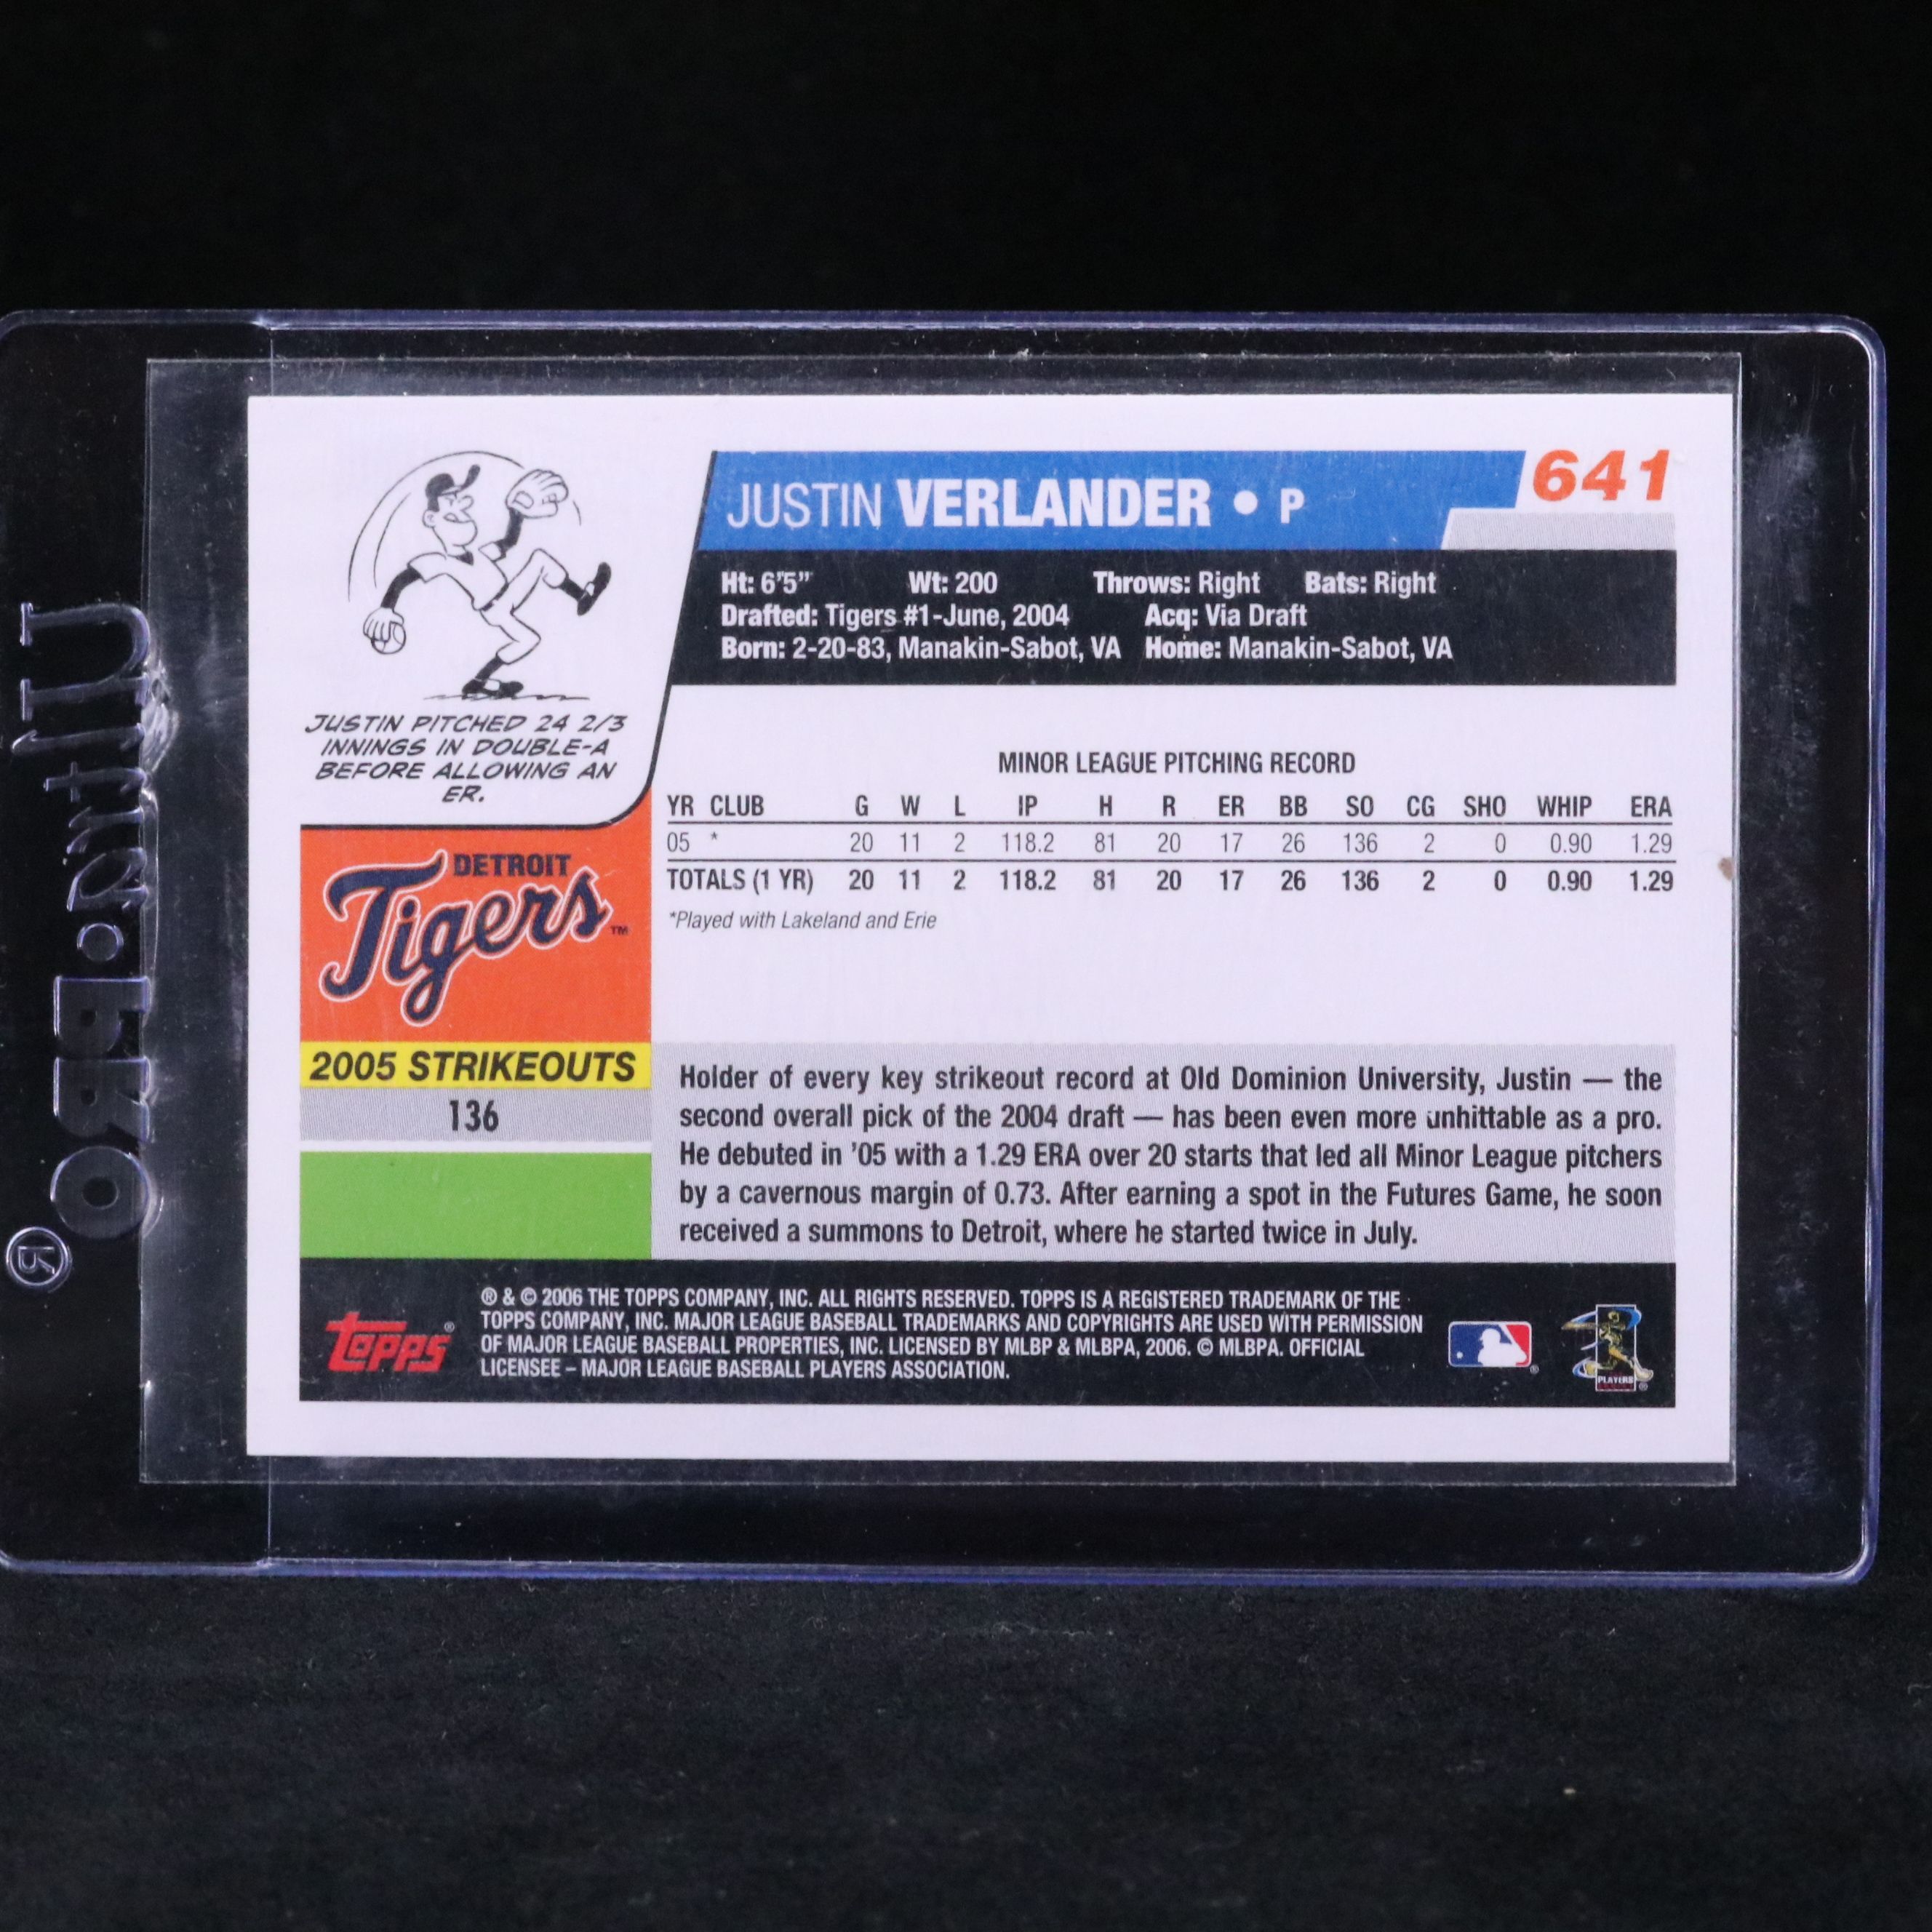 JUSTIN VERLANDER • P
641
Ht: 6'5" Wt: 200 Throws: Right Bats: Right
Drafted: Tigers #1-June, 2004 Acq: Via Draft
Born: 2-20-83, Manakin-Sabot, VA Home: Manakin-Sabot, VA
JUSTIN PITCHED 24 2/3
INNINGS IN DOUBLE-A
BEFORE ALLOWING AN
ER.
MINOR LEAGUE PITCHING RECORD
YR CLUB G W L IP H R ER BB SO CG SHO WHIP ERA
05 * 20 11 2 118.2 81 20 17 26 136 2 0 0.90 1.29
TOTALS (1 YR) 20 11 2 118.2 81 20 17 26 136 2 0 0.90 1.29
*Played with Lakeland and Erie
DETROIT
Tigers™
2005 STRIKEOUTS
136
Holder of every key strikeout record at Old Dominion University, Justin — the
second overall pick of the 2004 draft — has been even more unhittable as a pro.
He debuted in '05 with a 1.29 ERA over 20 starts that led all Minor League pitchers
by a cavernous margin of 0.73. After earning a spot in the Futures Game, he soon
received a summons to Detroit, where he started twice in July.
topps®
® & © 2006 THE TOPPS COMPANY, INC. ALL RIGHTS RESERVED. TOPPS IS A REGISTERED TRADEMARK OF THE
TOPPS COMPANY, INC. MAJOR LEAGUE BASEBALL TRADEMARKS AND COPYRIGHTS ARE USED WITH PERMISSION
OF MAJOR LEAGUE BASEBALL PROPERTIES, INC. LICENSED BY MLBP & MLBPA, 2006. © MLBPA. OFFICIAL
LICENSEE – MAJOR LEAGUE BASEBALL PLAYERS ASSOCIATION.
PLAYERS
Ultra•PRO®